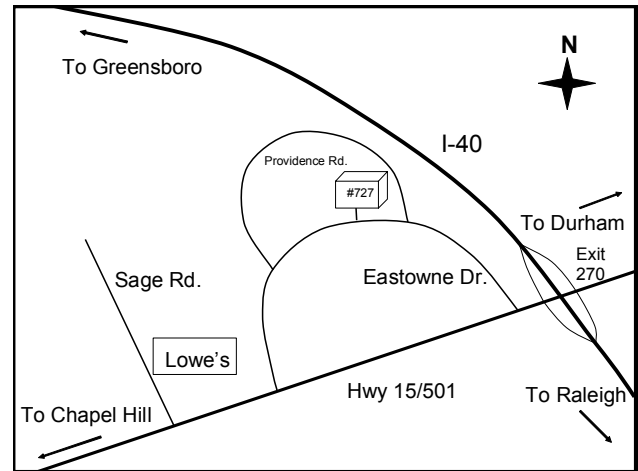 N
To Greensboro
I-40
Providence Rd.
#727
To Durham
Exit
270
Sage Rd.
Eastowne Dr.
Lowe's
Hwy 15/501
To Raleigh
To Chapel Hill